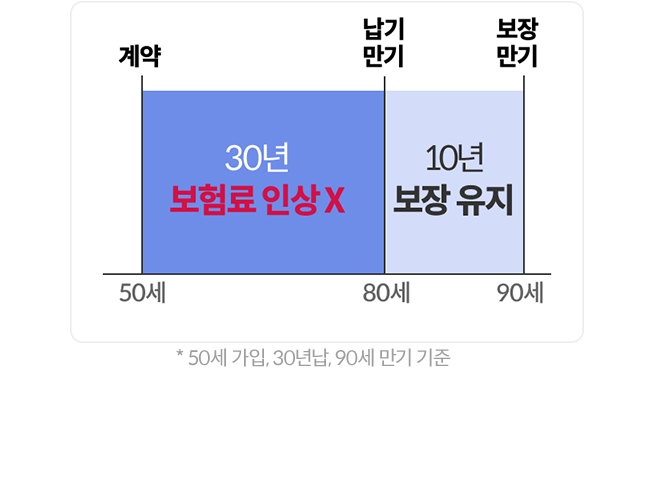 계약
납기
만기
보장
만기
30년
보험료 인상 X
10년
보장 유지
50세
80세
90세
* 50세 가입, 30년납, 90세 만기 기준